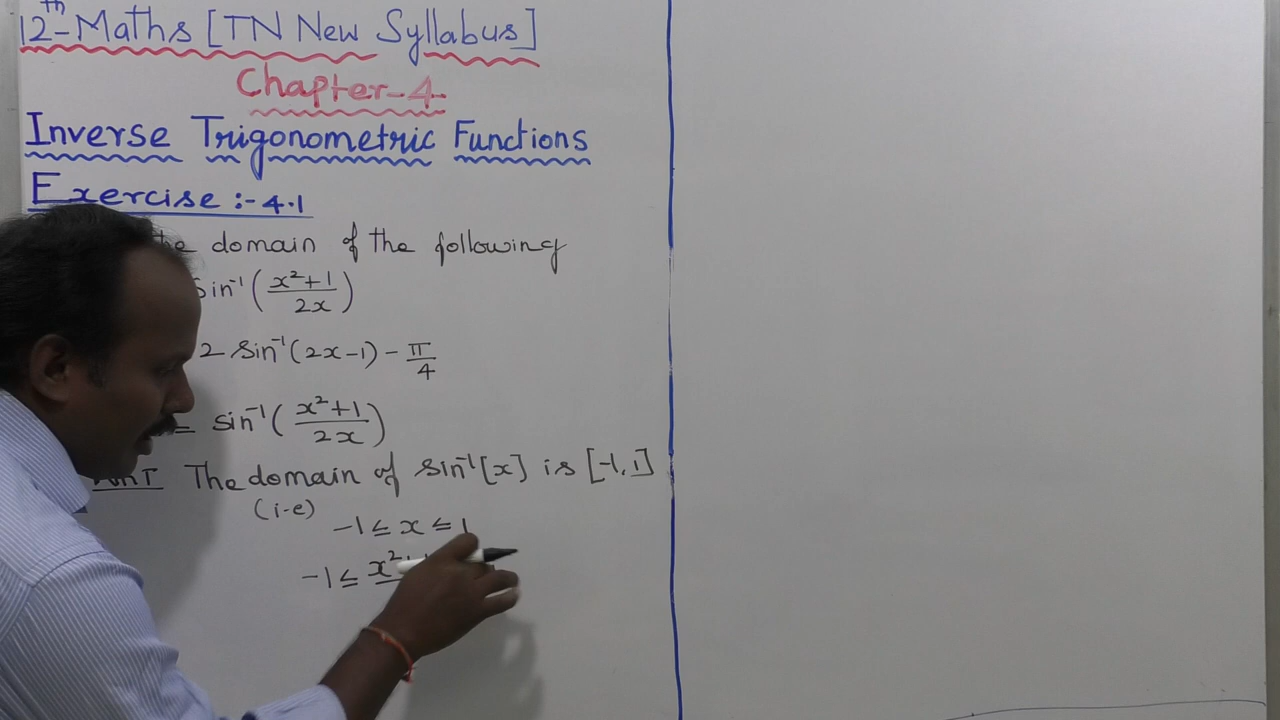 12th-Maths [TN New Syllabus]
Chapter-4
Inverse Trigonometric Functions
Exercise :- 4.1
the domain of the following
Sin⁻¹(x²+1/2x)
2 Sin⁻¹(2x-1) - π/4
= sin⁻¹(x²+1/2x)
The domain of sin⁻¹[x] is [-1, 1]
(i-e)
-1 ≤ x ≤ 1
-1 ≤ x²